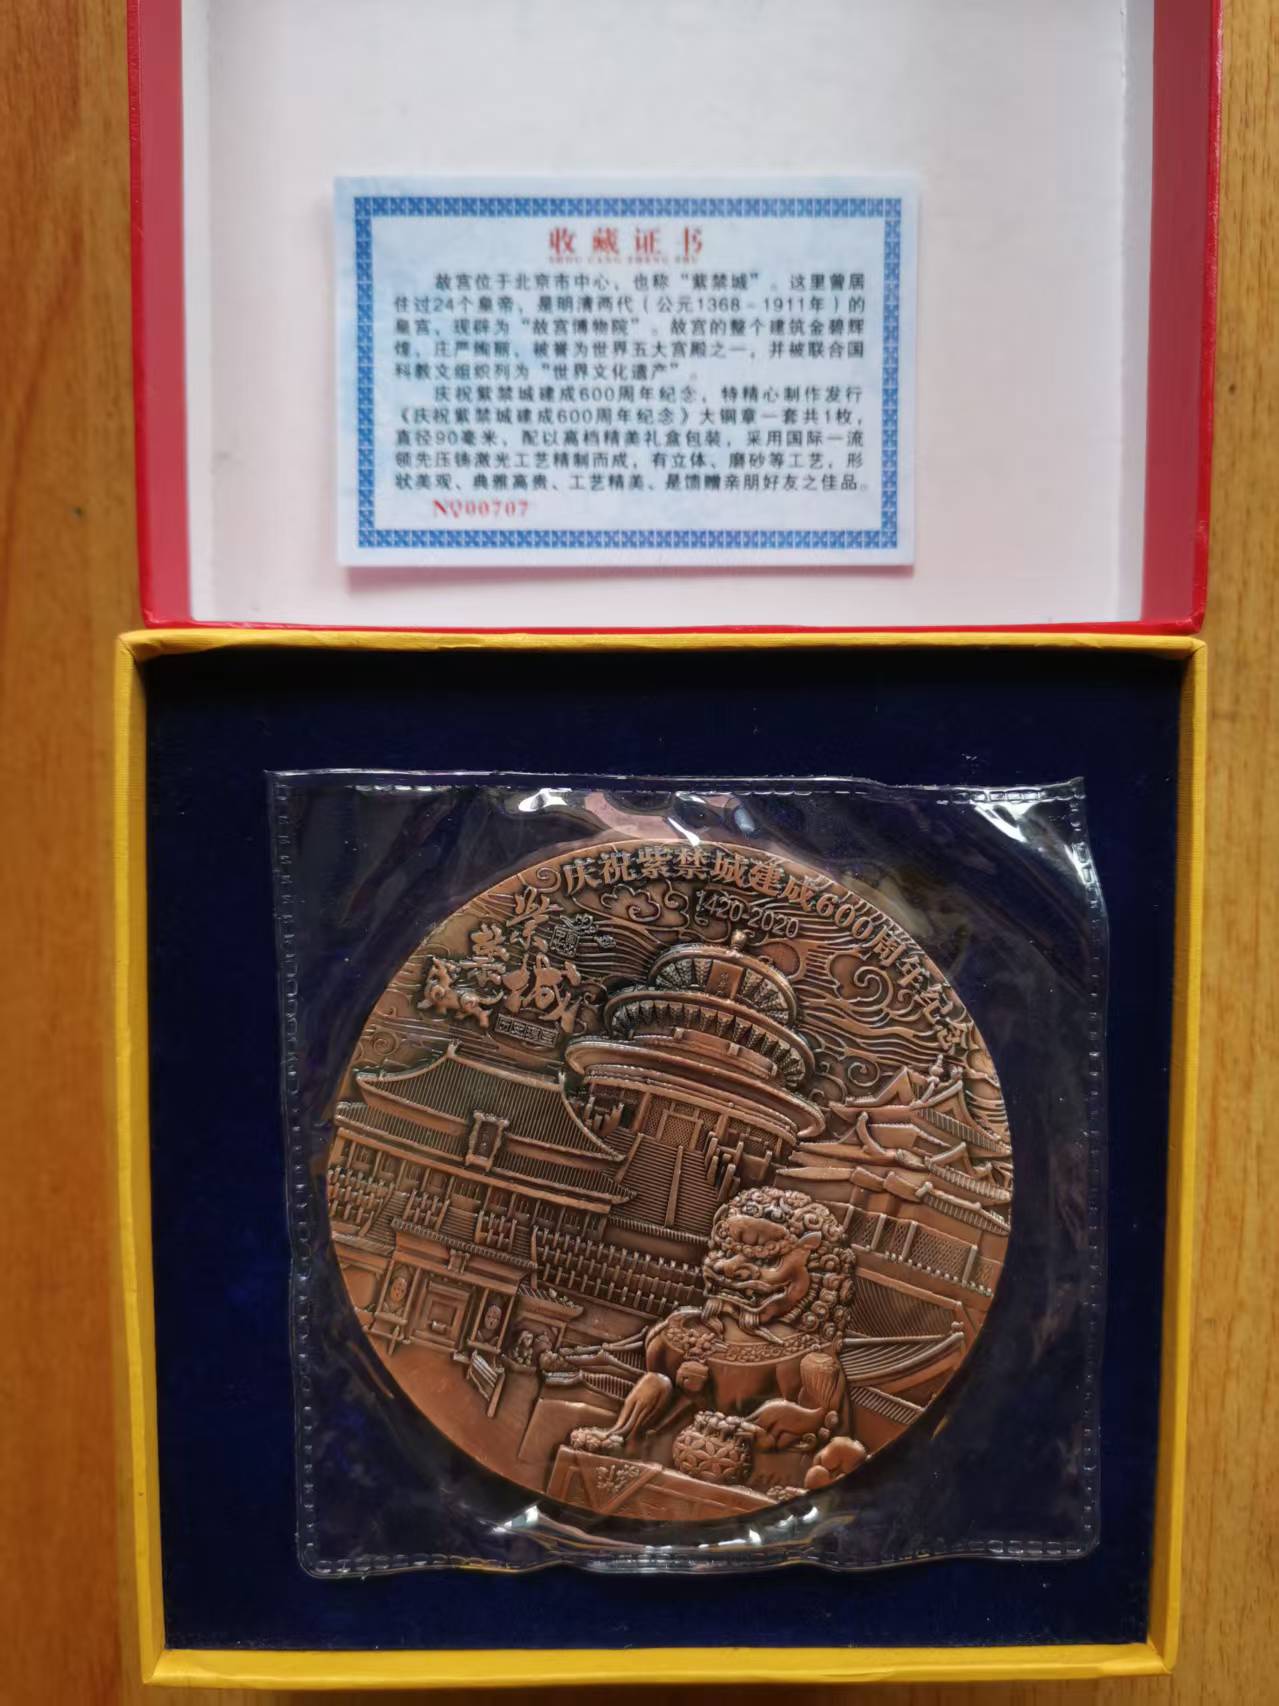 收藏证书
SHOU CANG ZHENG SHU
故宫位于北京市中心，也称“紫禁城”。这里曾居
住过24个皇帝，是明清两代（公元1368-1911年）的
皇宫，现辟为“故宫博物院”。故宫的整个建筑金碧辉
煌，庄严绚丽，被誉为世界五大宫殿之一，并被联合国
科教文组织列为“世界文化遗产”。
庆祝紫禁城建成600周年纪念，特精心制作发行
《庆祝紫禁城建成600周年纪念》大铜章一套共1枚，
直径90毫米，配以高档精美礼盒包装，采用国际一流
领先压铸激光工艺精制而成，有立体、磨砂等工艺，形
状美观、典雅高贵、工艺精美、是馈赠亲朋好友之佳品。
Nº00707
庆祝紫禁城建成600周年纪念
1420-2020
紫
禁
城